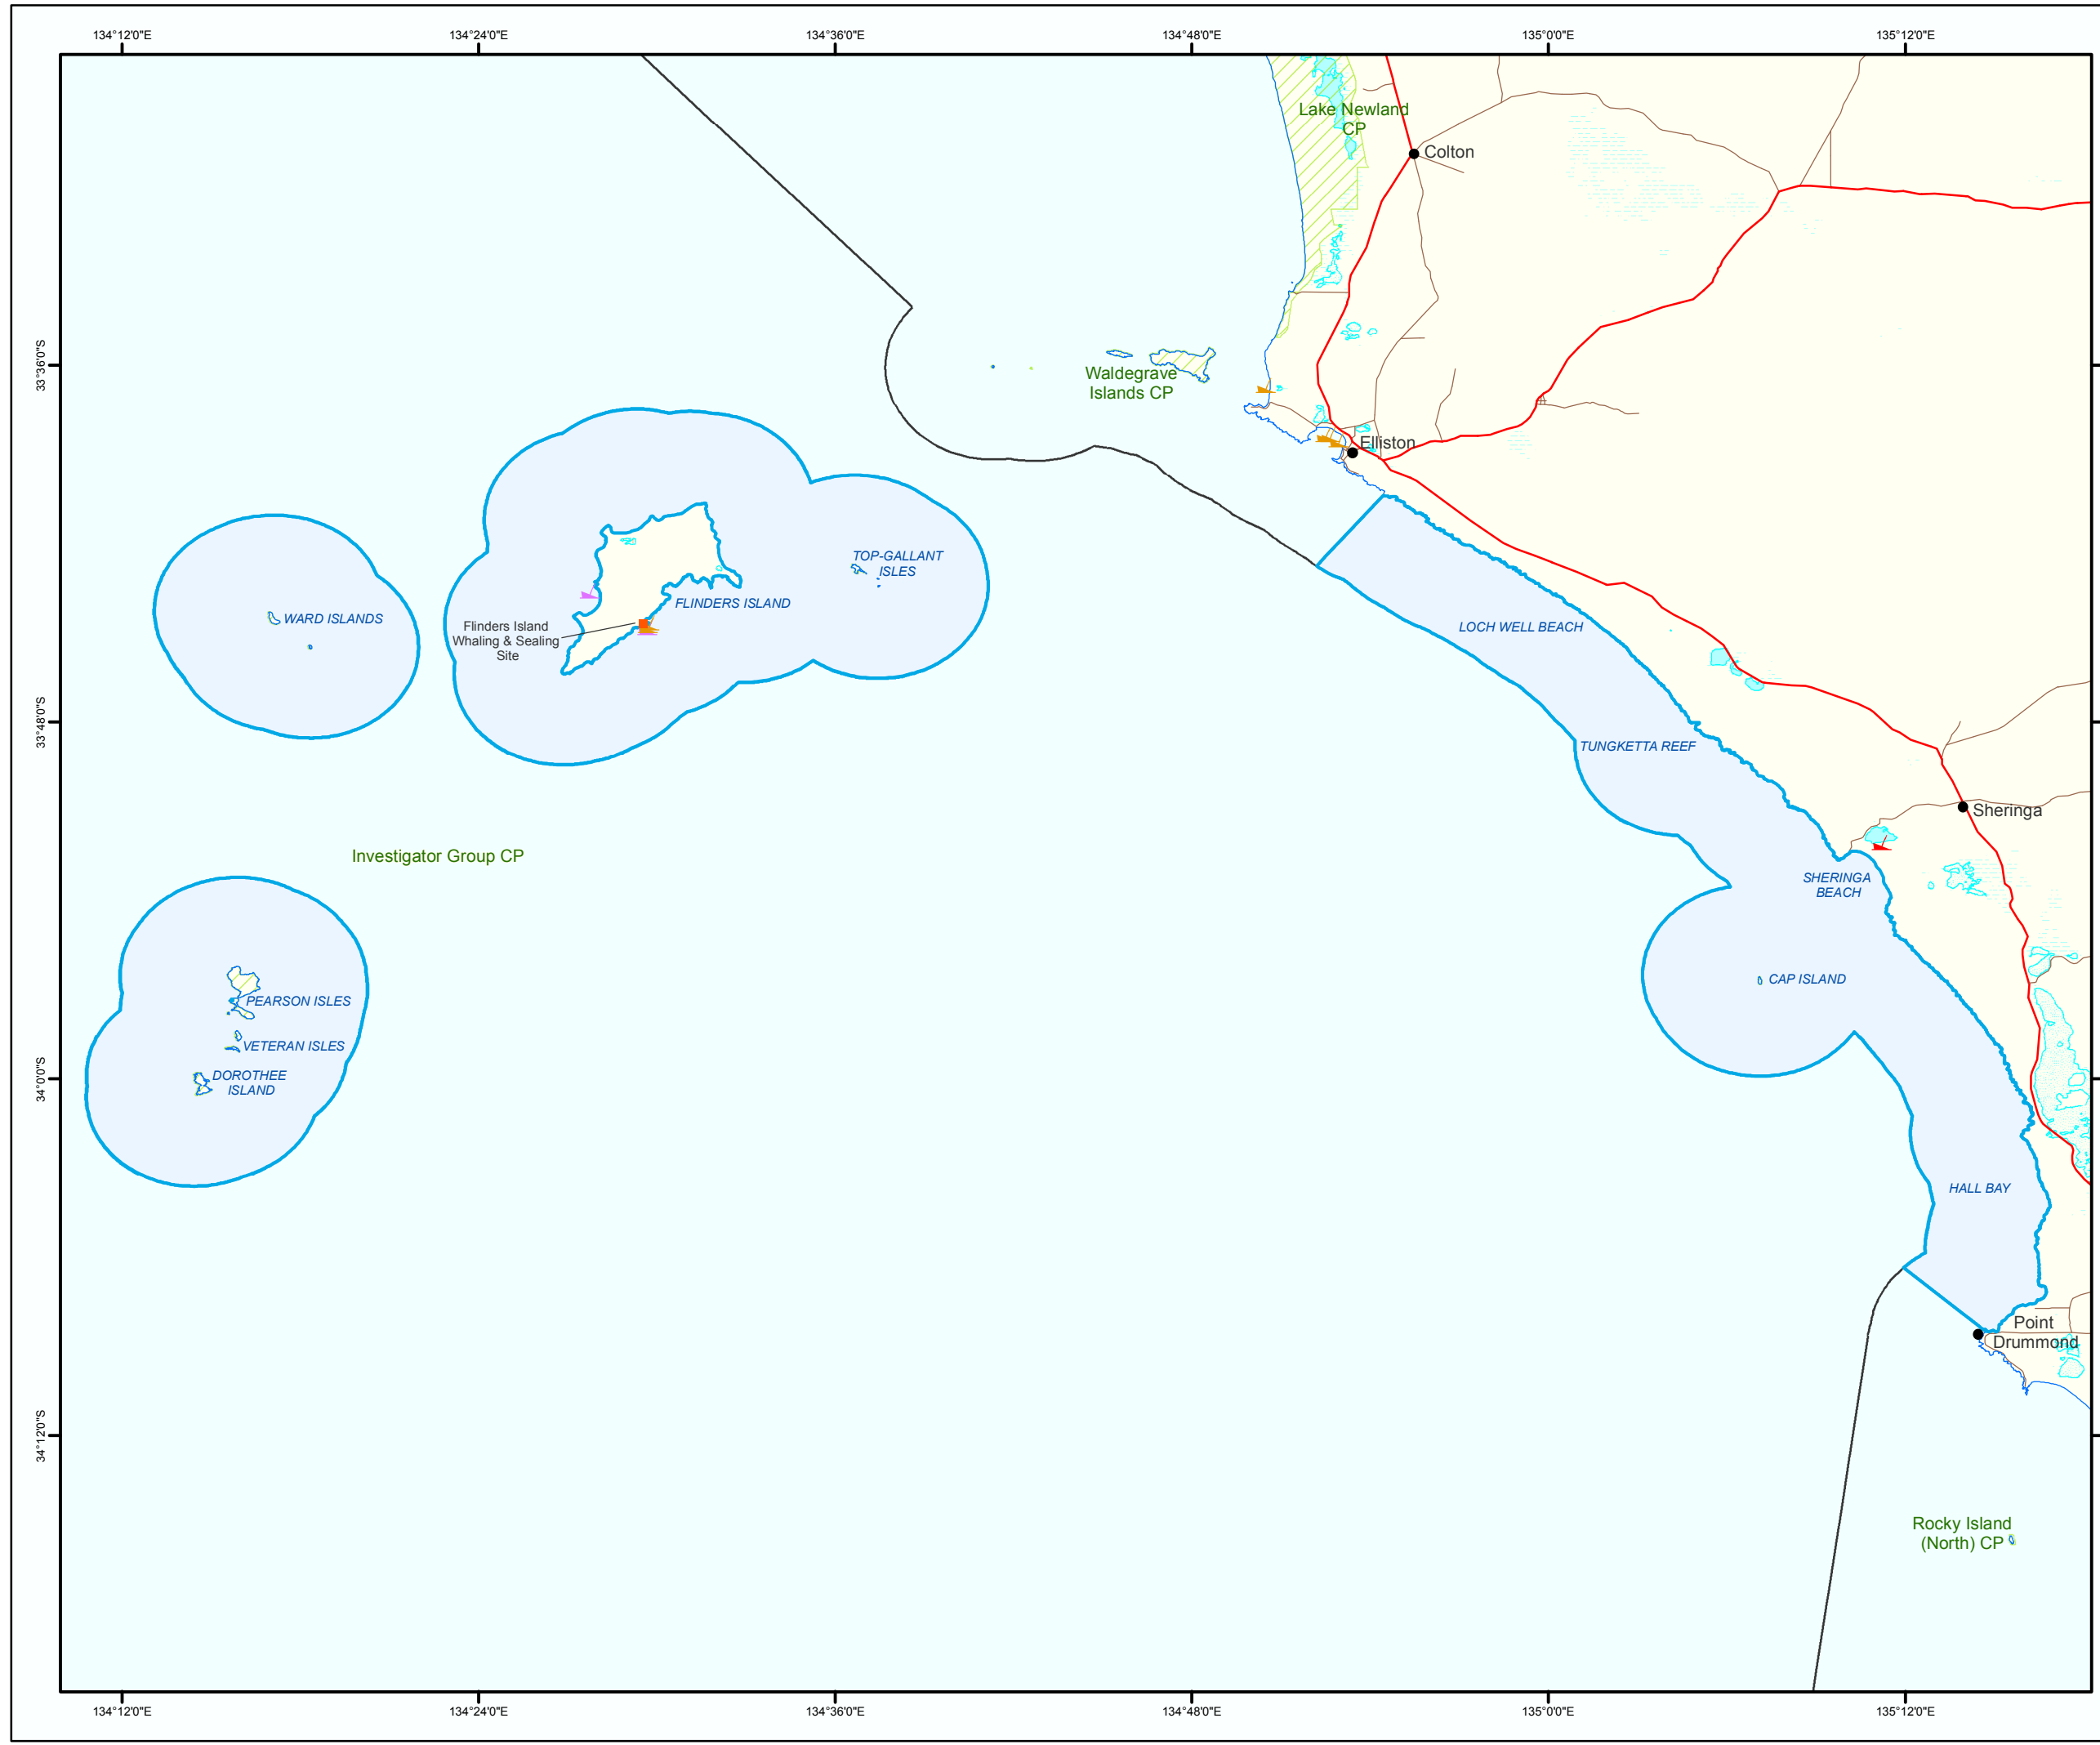 134°12'0"E
134°24'0"E
134°36'0"E
134°48'0"E
135°0'0"E
135°12'0"E
Lake Newland
CP
Colton
33°36'0"S
Waldegrave
Islands CP
Elliston
TOP-GALLANT
ISLES
WARD ISLANDS
FLINDERS ISLAND
Flinders Island
Whaling & Sealing
Site
LOCH WELL BEACH
33°48'0"S
TUNGKETTA REEF
Sheringa
Investigator Group CP
SHERINGA
BEACH
CAP ISLAND
PEARSON ISLES
VETERAN ISLES
DOROTHEE
ISLAND
34°0'0"S
HALL BAY
Point
Drummond
34°12'0"S
Rocky Island
(North) CP
134°12'0"E
134°24'0"E
134°36'0"E
134°48'0"E
135°0'0"E
135°12'0"E